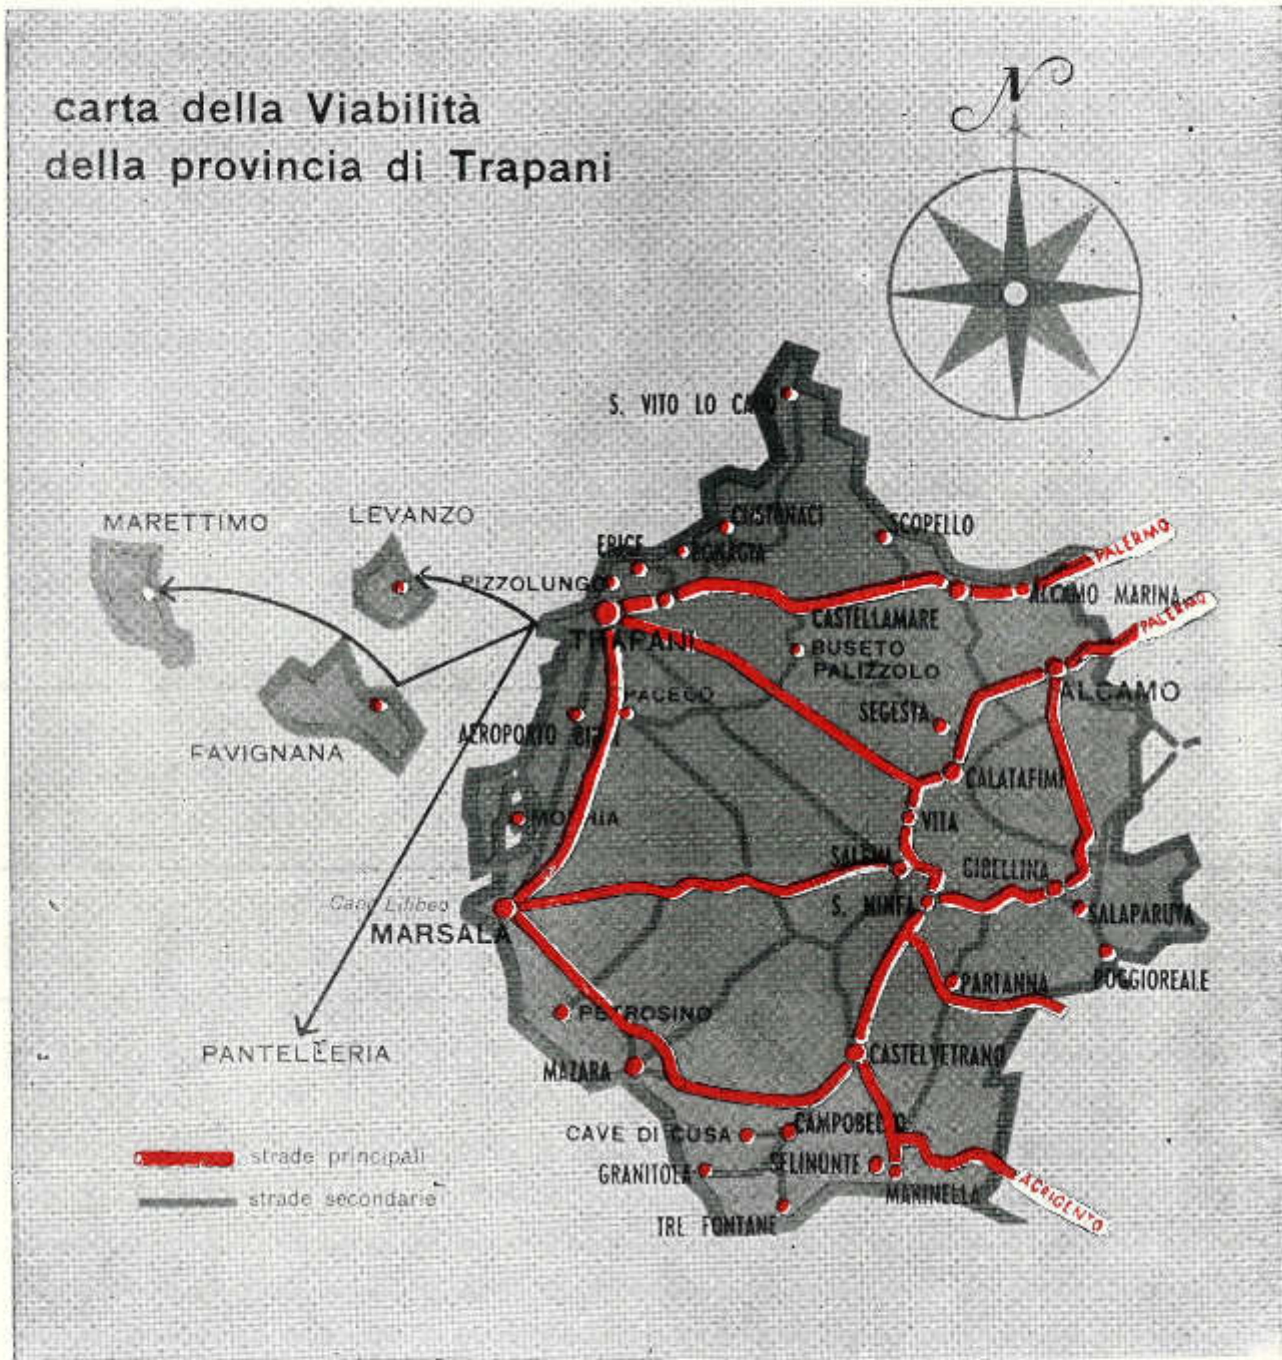 carta della Viabilità
della provincia di Trapani
N
S. VITO LO CAPO
MARETTIMO
LEVANZO
CUSTONACI
SCOPELLO
ERICE
BONAGIA
PALERMO
PIZZOLUNGO
ALCAMO MARINA
CASTELLAMARE
PALERMO
TRAPANI
BUSETO
PALIZZOLO
ALCAMO
PACECO
SEGESTA
AEROPORTO BIRGI
FAVIGNANA
CALATAFIMI
MOTHIA
VITA
SALEMI
GIBELLINA
Capo Lilibeo
S. NINFA
SALAPARUTA
MARSALA
PARTANNA
POGGIOREALE
PETROSINO
PANTELLERIA
CASTELVETRANO
MAZARA
CAVE DI CUSA
CAMPOBELLO
strade principali
SELINUNTE
GRANITOLA
MARINELLA
strade secondarie
AGRIGENTO
TRE FONTANE